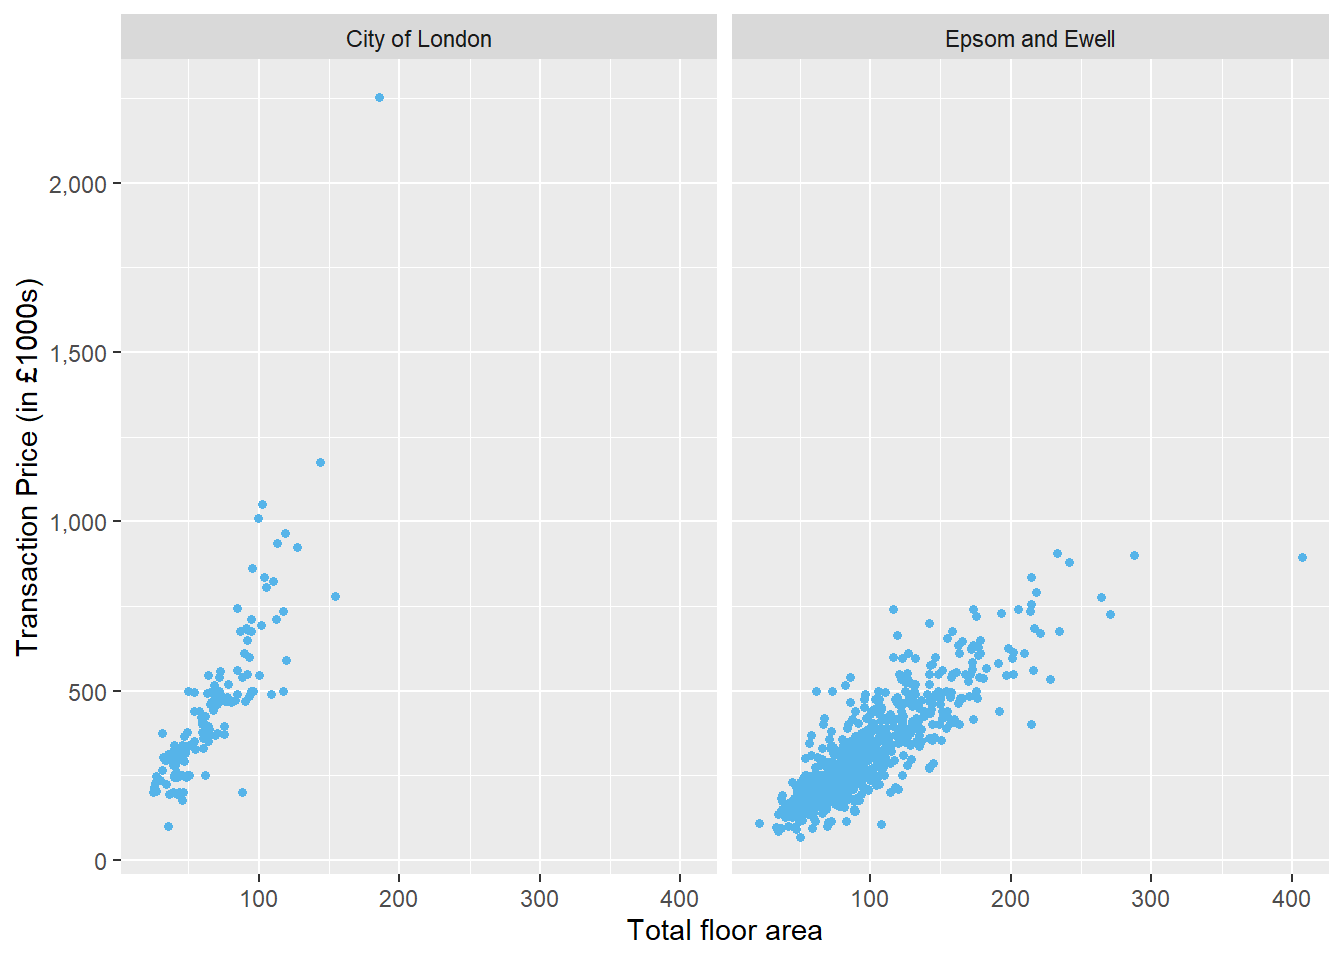 City of London
Epsom and Ewell
Transaction Price (in £1000s)
2,000
1,500
1,000
500
0
100 200 300 400
100 200 300 400
Total floor area